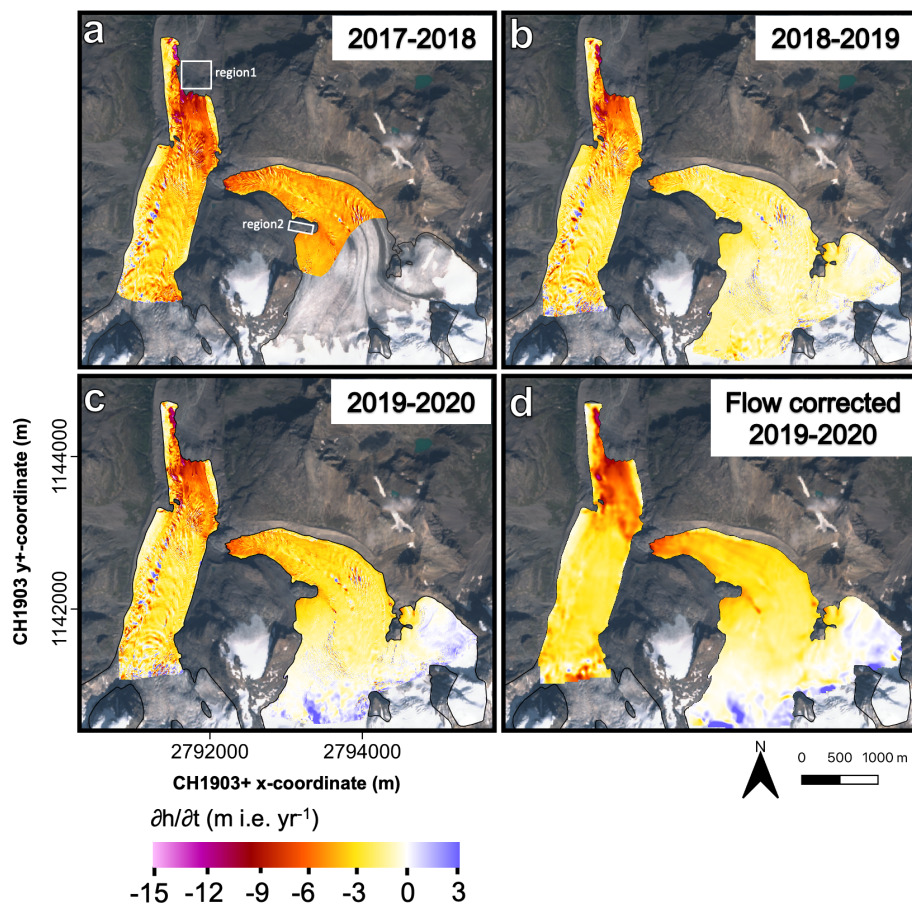 a
2017-2018
region1
region2
b
2018-2019
c
2019-2020
d
Flow corrected
2019-2020
CH1903 y+-coordinate (m)
1144000
1142000
2792000
2794000
CH1903+ x-coordinate (m)
N
0 500 1000 m
∂h/∂t (m i.e. yr⁻¹)
-15 -12 -9 -6 -3 0 3